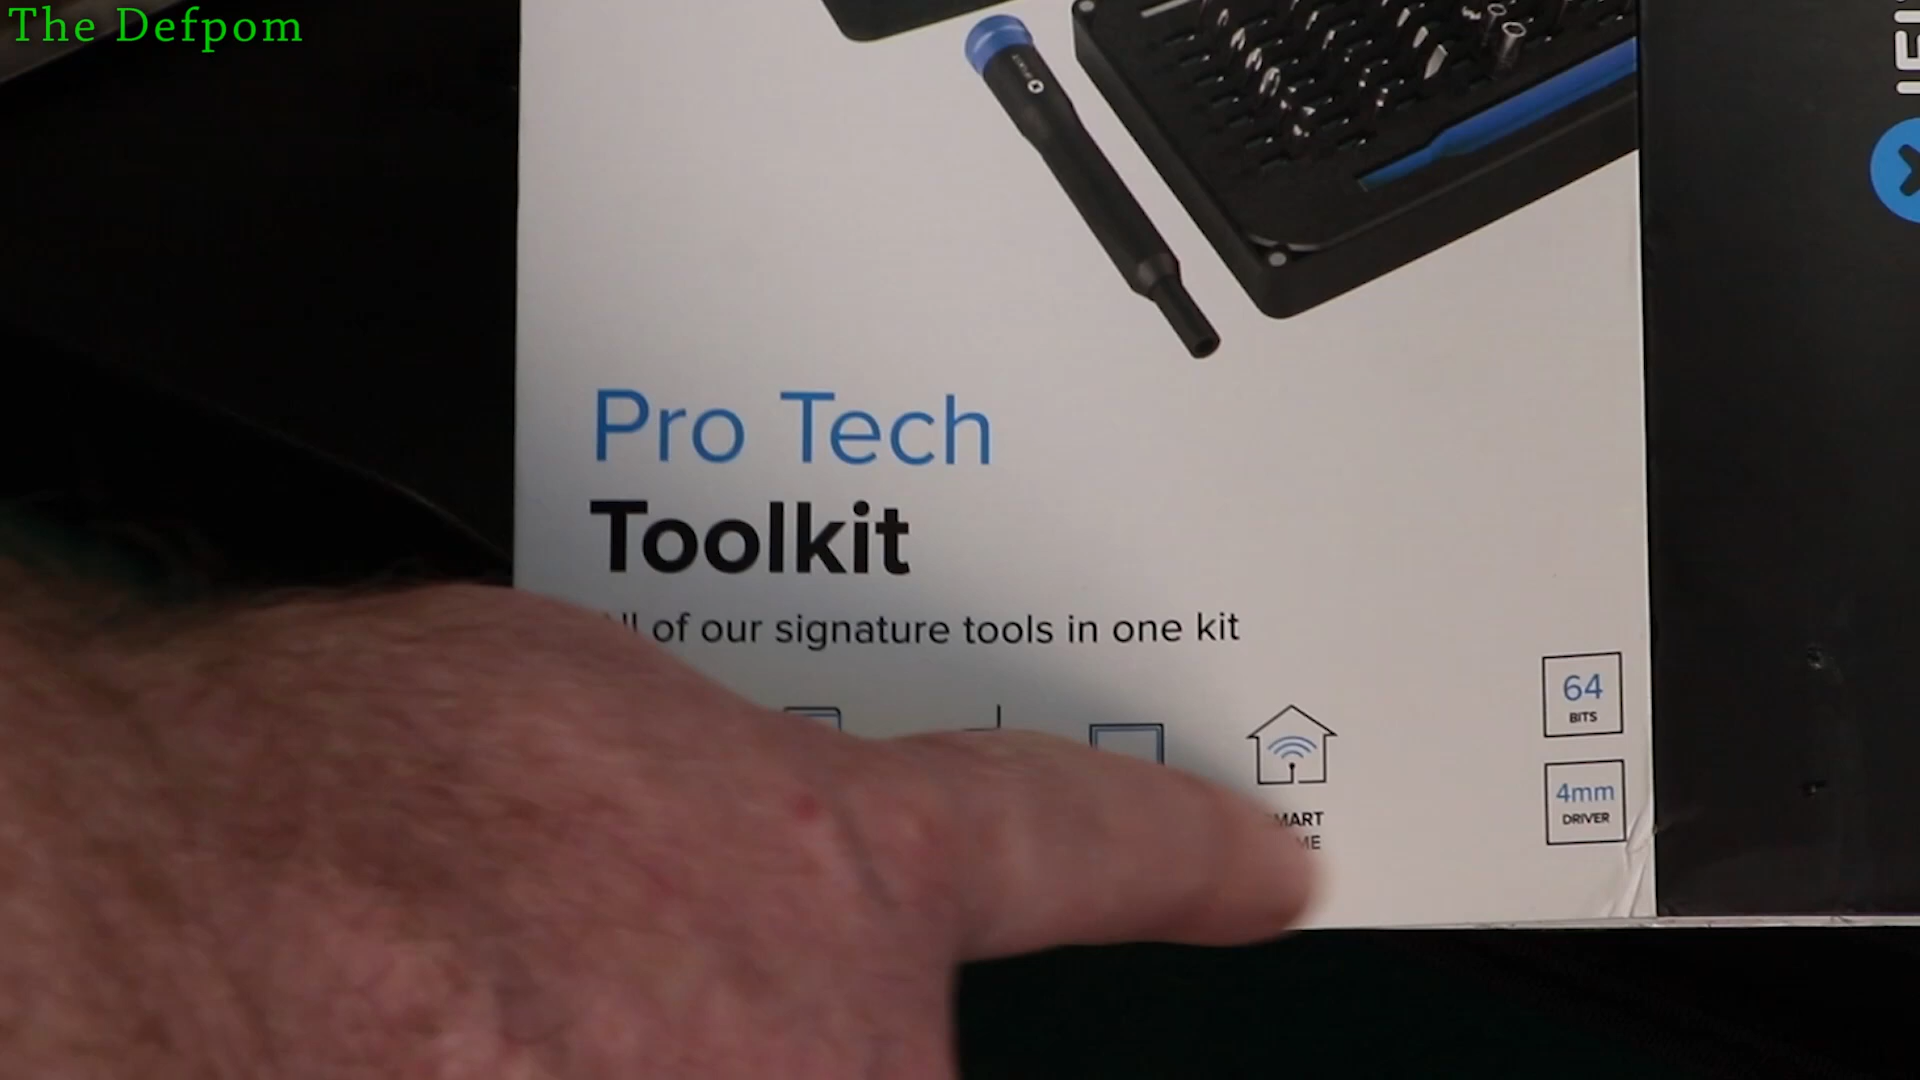 The Defpom
Pro Tech
Toolkit
of our signature tools in one kit
64
BITS
4mm
DRIVER